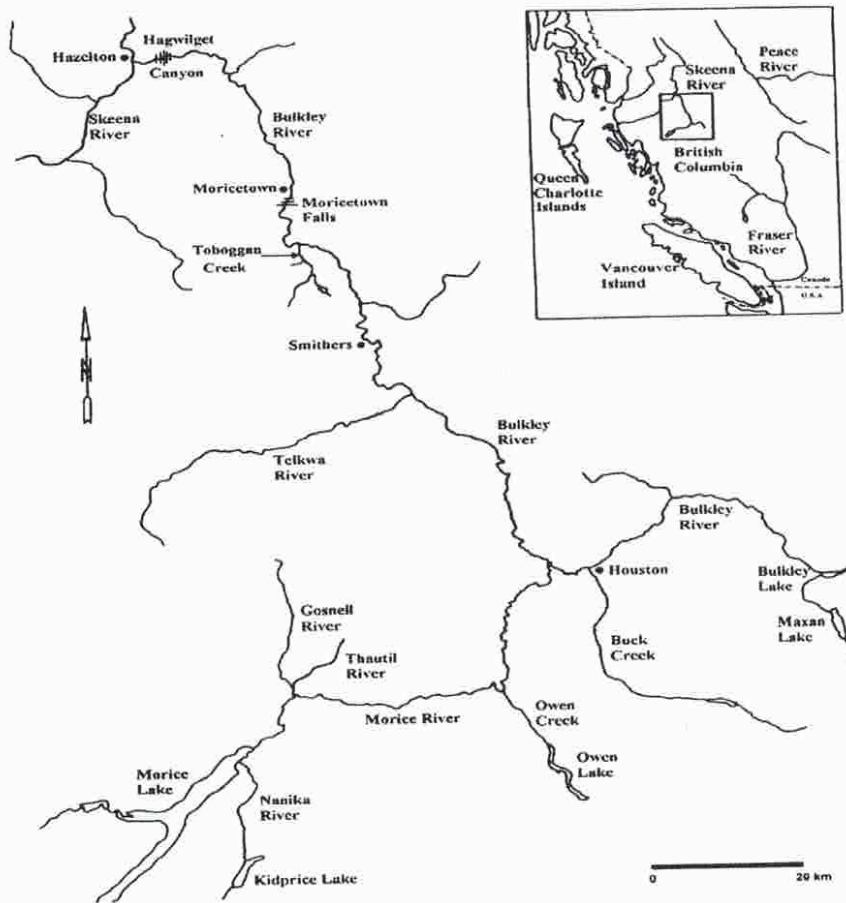 Hagwilget
Canyon
Hazelton
Skeena
River
Bulkley
River
Moricetown
Moricetown
Falls
Toboggan
Creek
N
Smithers
Peace
River
Skeena
River
British
Columbia
Queen
Charlotte
Islands
Fraser
River
Vancouver
Island
Canada
U.S.A
Bulkley
River
Telkwa
River
Bulkley
River
Houston
Bulkley
Lake
Maxan
Lake
Gosnell
River
Thautil
River
Buck
Creek
Morice River
Owen
Creek
Owen
Lake
Morice
Lake
Nanika
River
Kidprice Lake
0 20 km